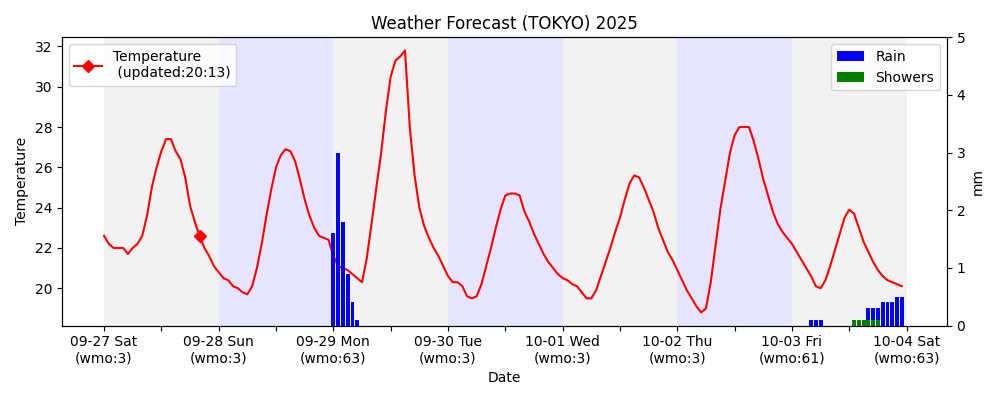 Weather Forecast (TOKYO) 2025
Temperature
(updated:20:13)
Rain
Showers
Temperature
32
30
28
26
24
22
20
5
4
3
2
1
0
mm
09-27 Sat
(wmo:3)
09-28 Sun
(wmo:3)
09-29 Mon
(wmo:63)
09-30 Tue
(wmo:3)
10-01 Wed
(wmo:3)
10-02 Thu
(wmo:3)
10-03 Fri
(wmo:61)
10-04 Sat
(wmo:63)
Date